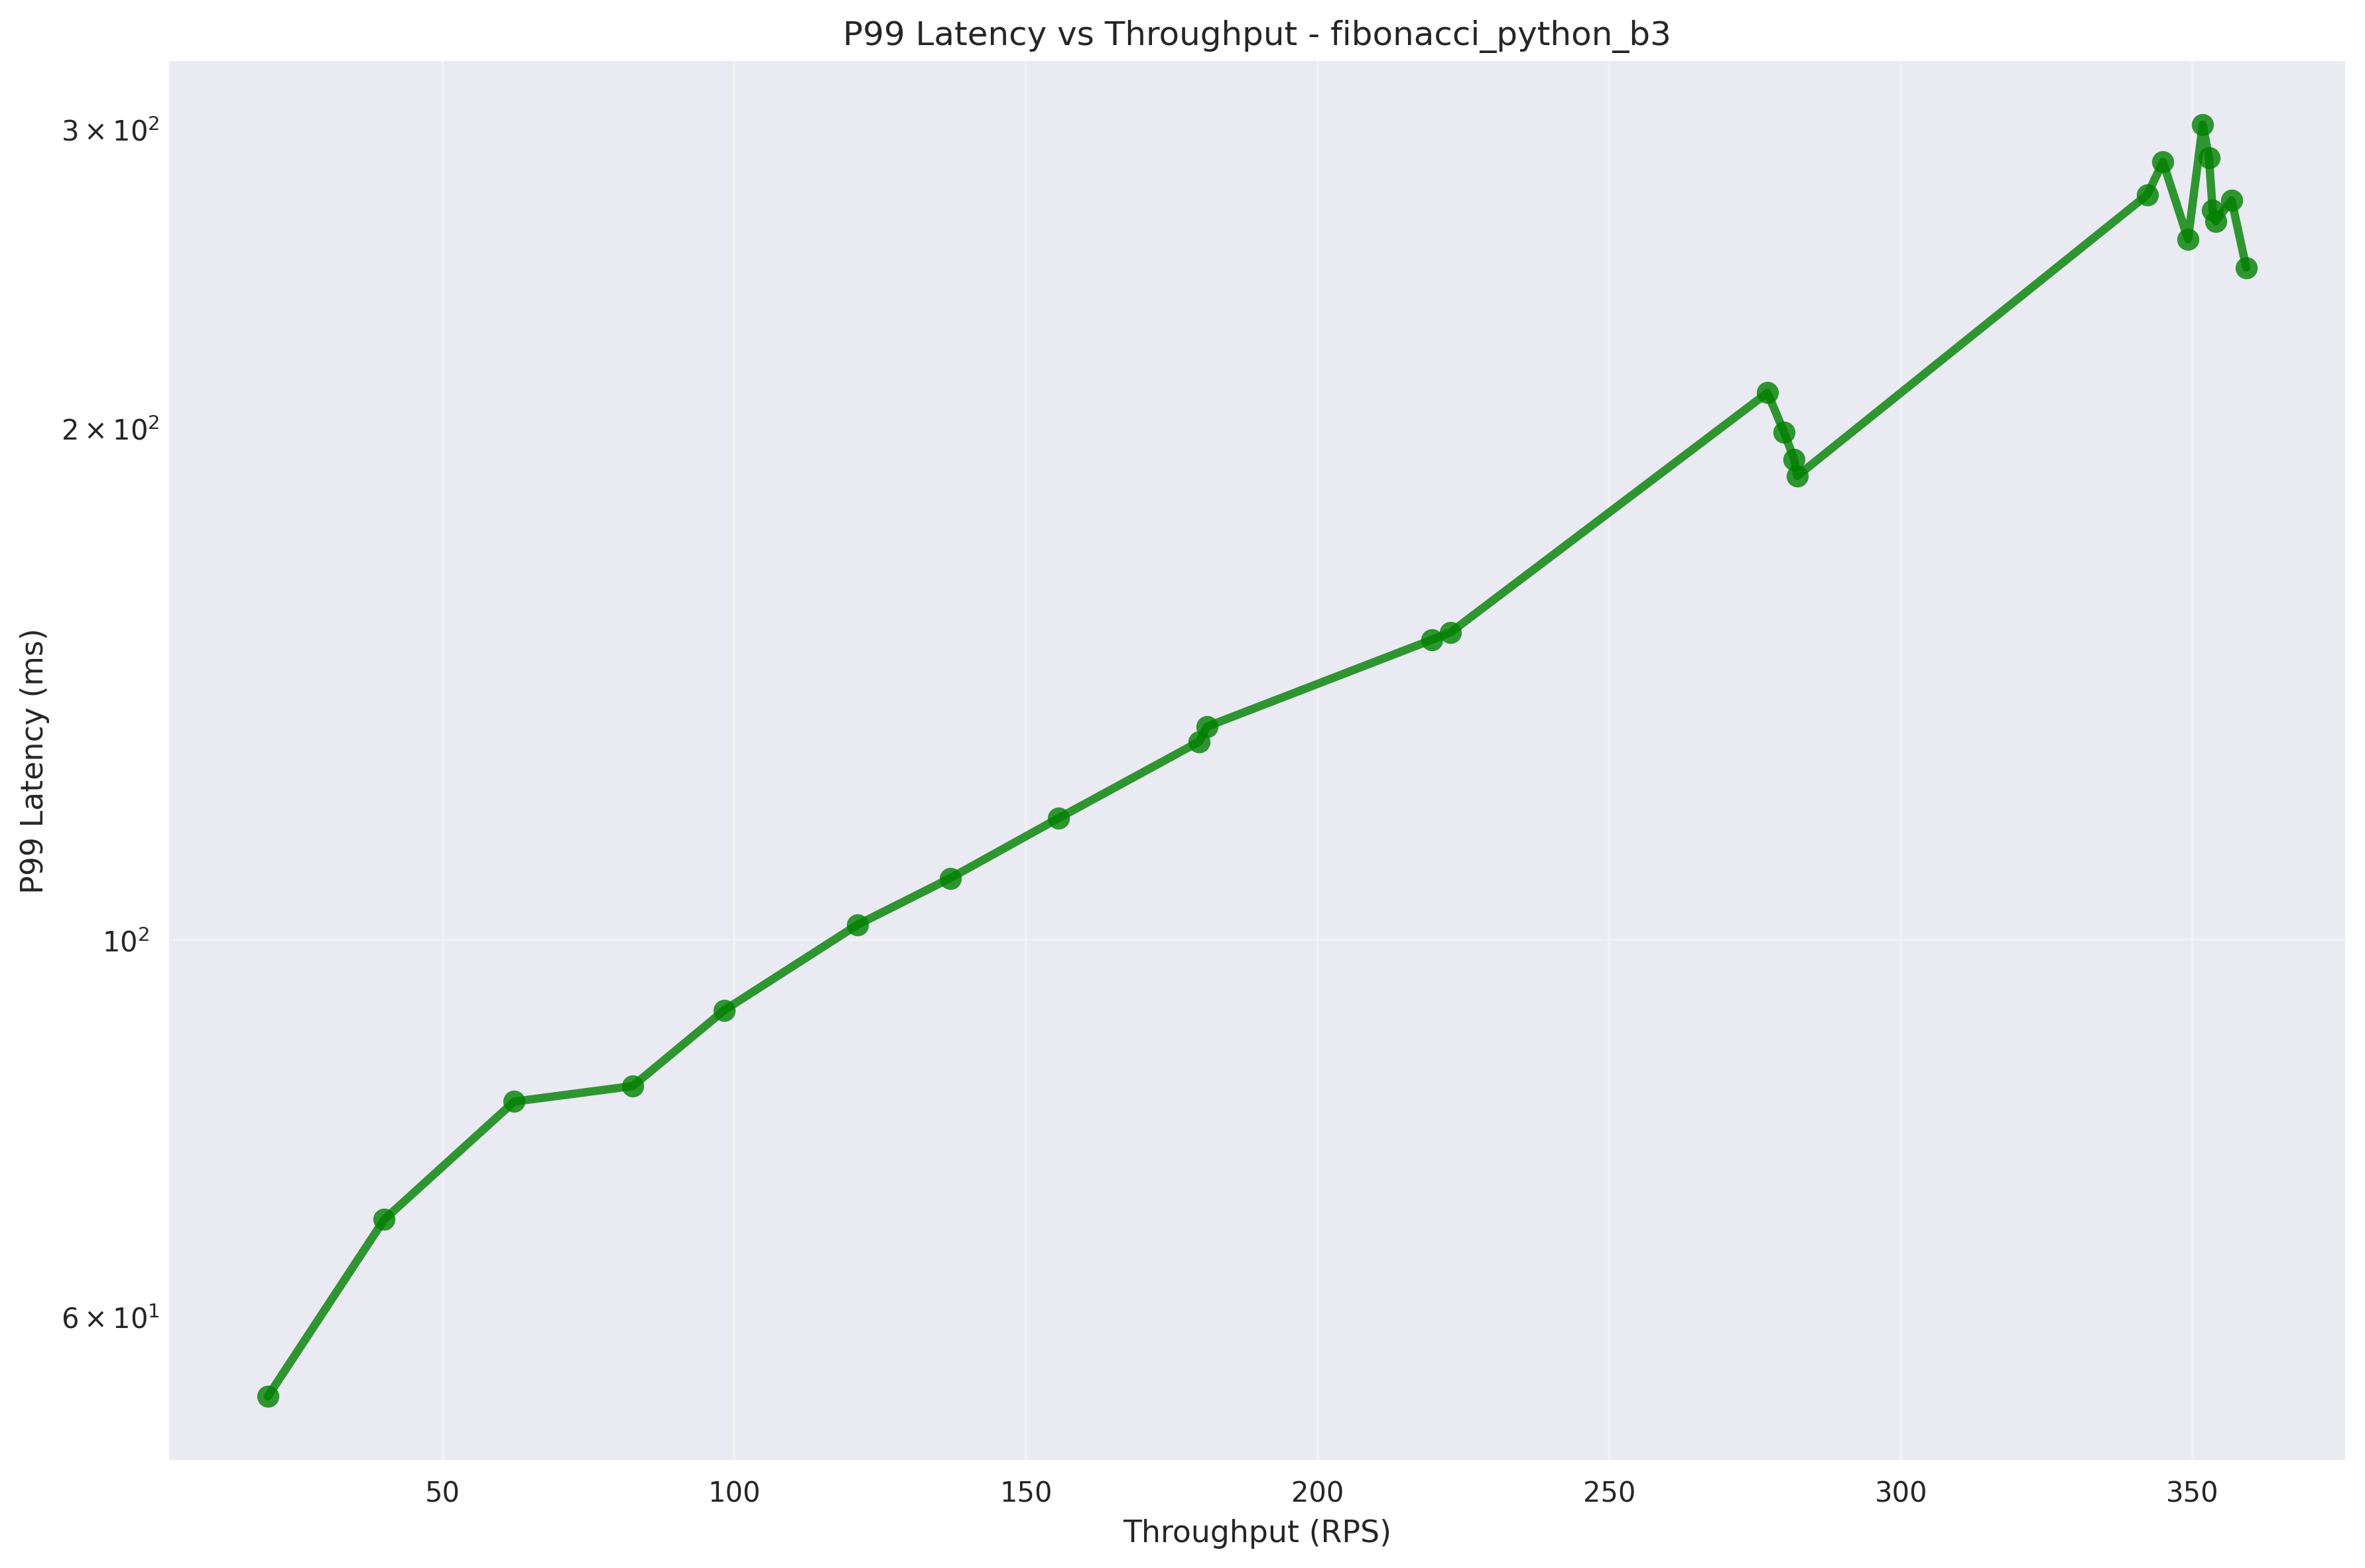 P99 Latency vs Throughput - fibonacci_python_b3
3 × 10²
2 × 10²
10²
6 × 10¹
P99 Latency (ms)
50 100 150 200 250 300 350
Throughput (RPS)